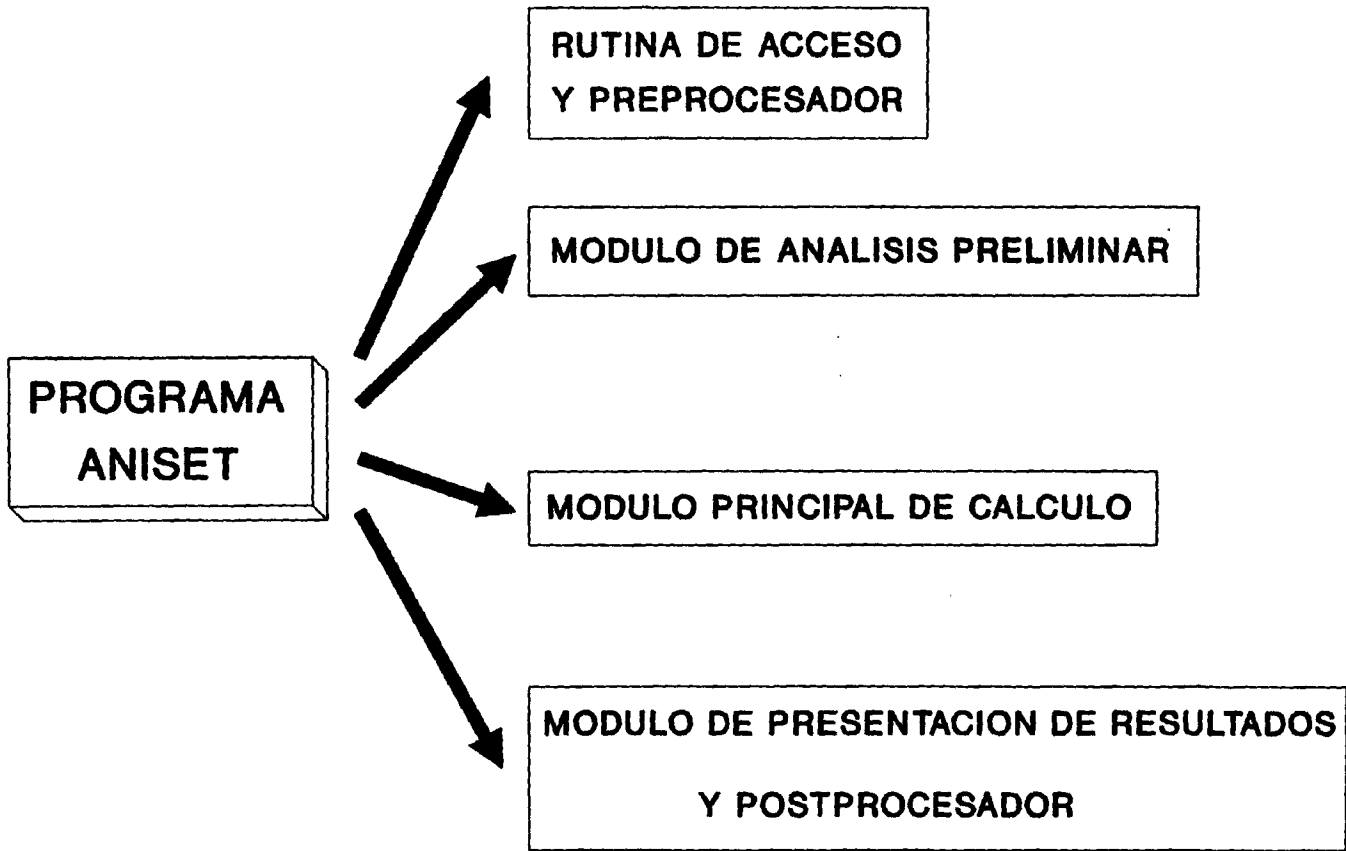 RUTINA DE ACCESO
Y PREPROCESADOR
MODULO DE ANALISIS PRELIMINAR
PROGRAMA
ANISET
MODULO PRINCIPAL DE CALCULO
MODULO DE PRESENTACION DE RESULTADOS
Y POSTPROCESADOR